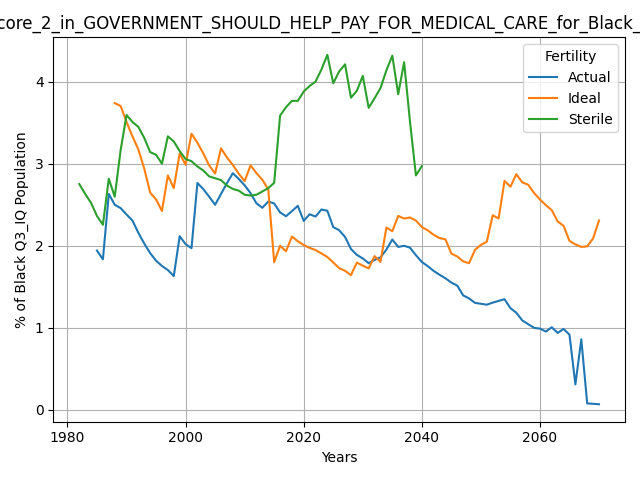 core_2_in_GOVERNMENT_SHOULD_HELP_PAY_FOR_MEDICAL_CARE_for_Black_
Fertility
Actual
Ideal
Sterile
% of Black Q3_IQ Population
4
3
2
1
0
1980
2000
2020
2040
2060
Years